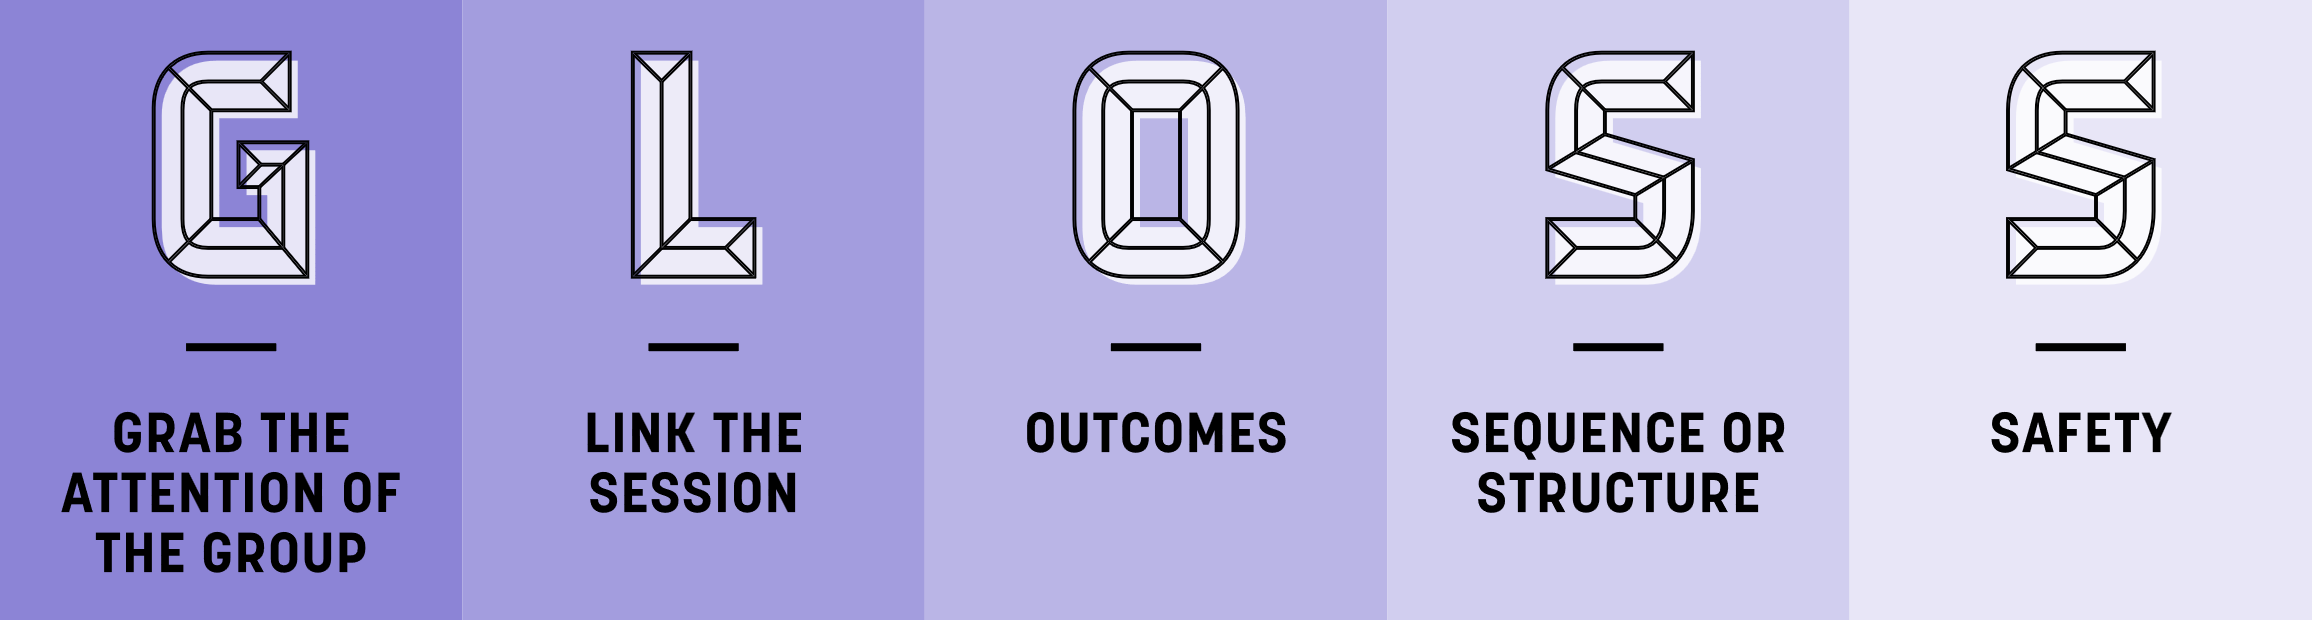 G
L
O
S
S
GRAB THE
ATTENTION OF
THE GROUP
LINK THE
SESSION
OUTCOMES
SEQUENCE OR
STRUCTURE
SAFETY